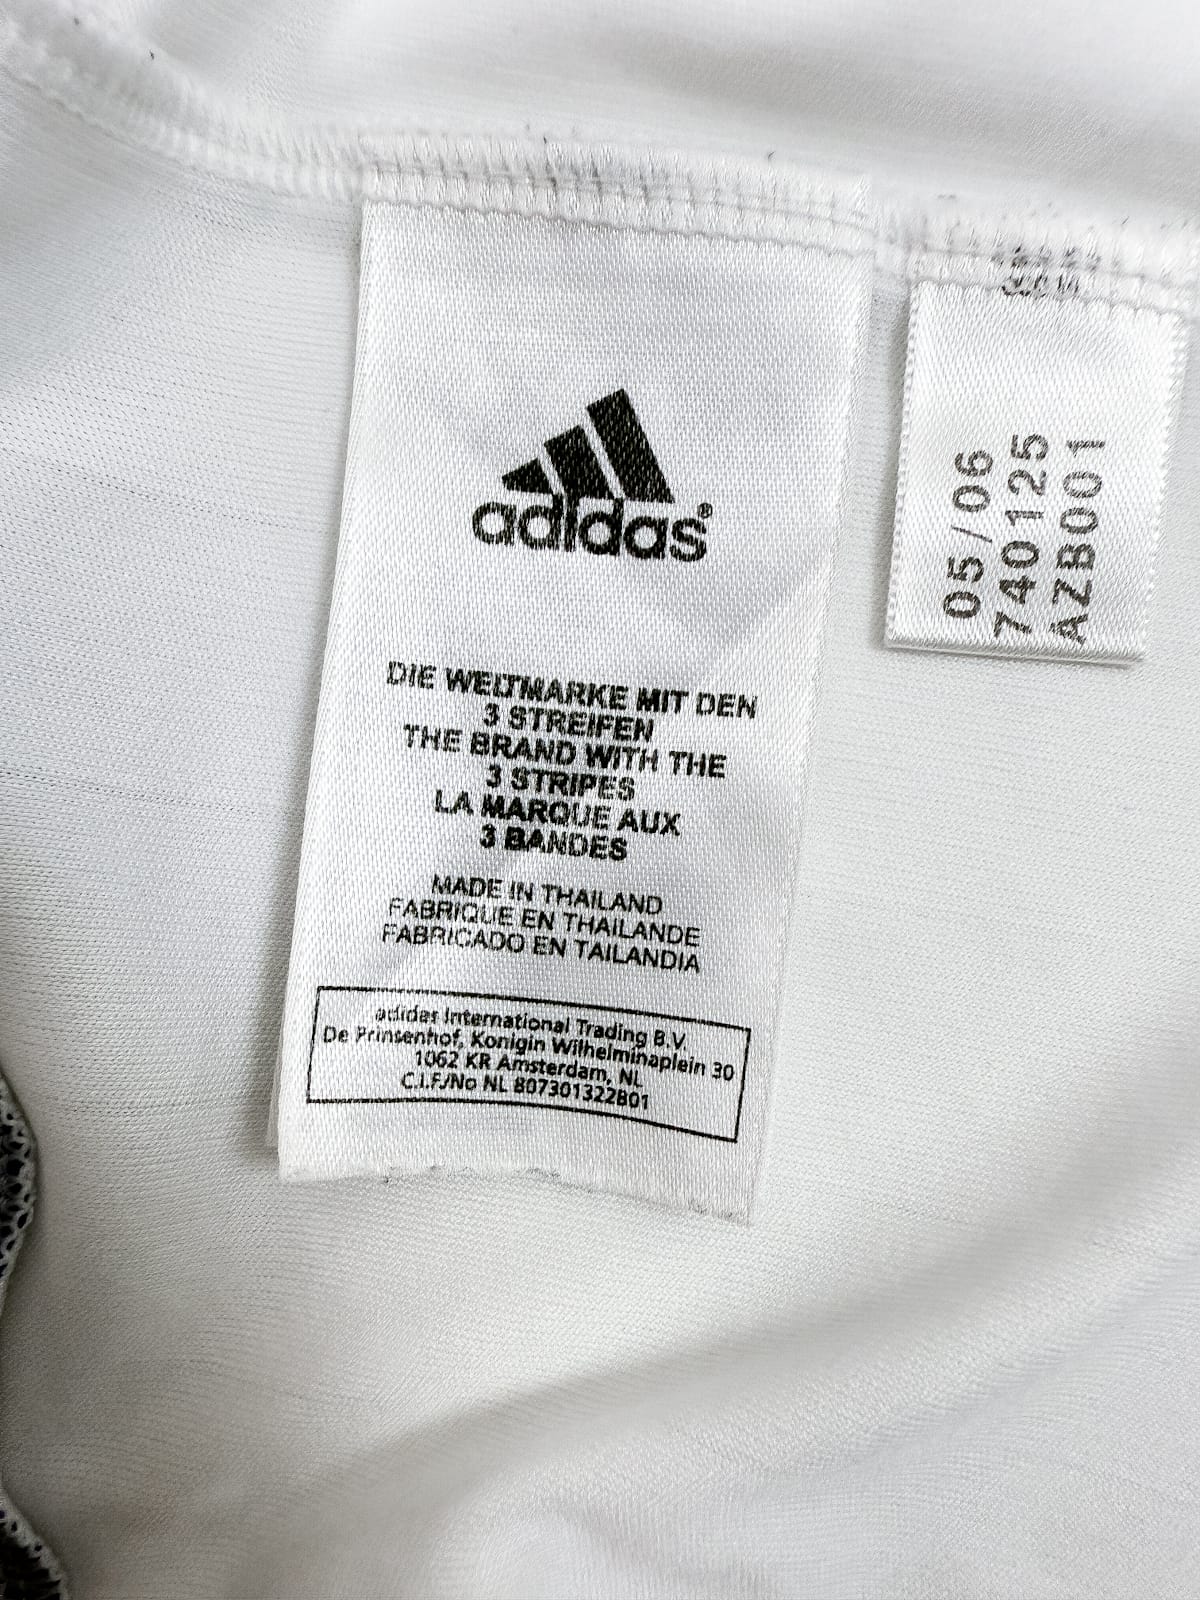 adidas®
DIE WELTMARKE MIT DEN
3 STREIFEN
THE BRAND WITH THE
3 STRIPES
LA MARQUE AUX
3 BANDES
MADE IN THAILAND
FABRIQUE EN THAILANDE
FABRICADO EN TAILANDIA
adidas International Trading B.V.
De Prinsenhof, Konigin Wilhelminaplein 30
1062 KR Amsterdam, NL
C.I.F./No NL 807301322B01
05/06
740125
AZB001